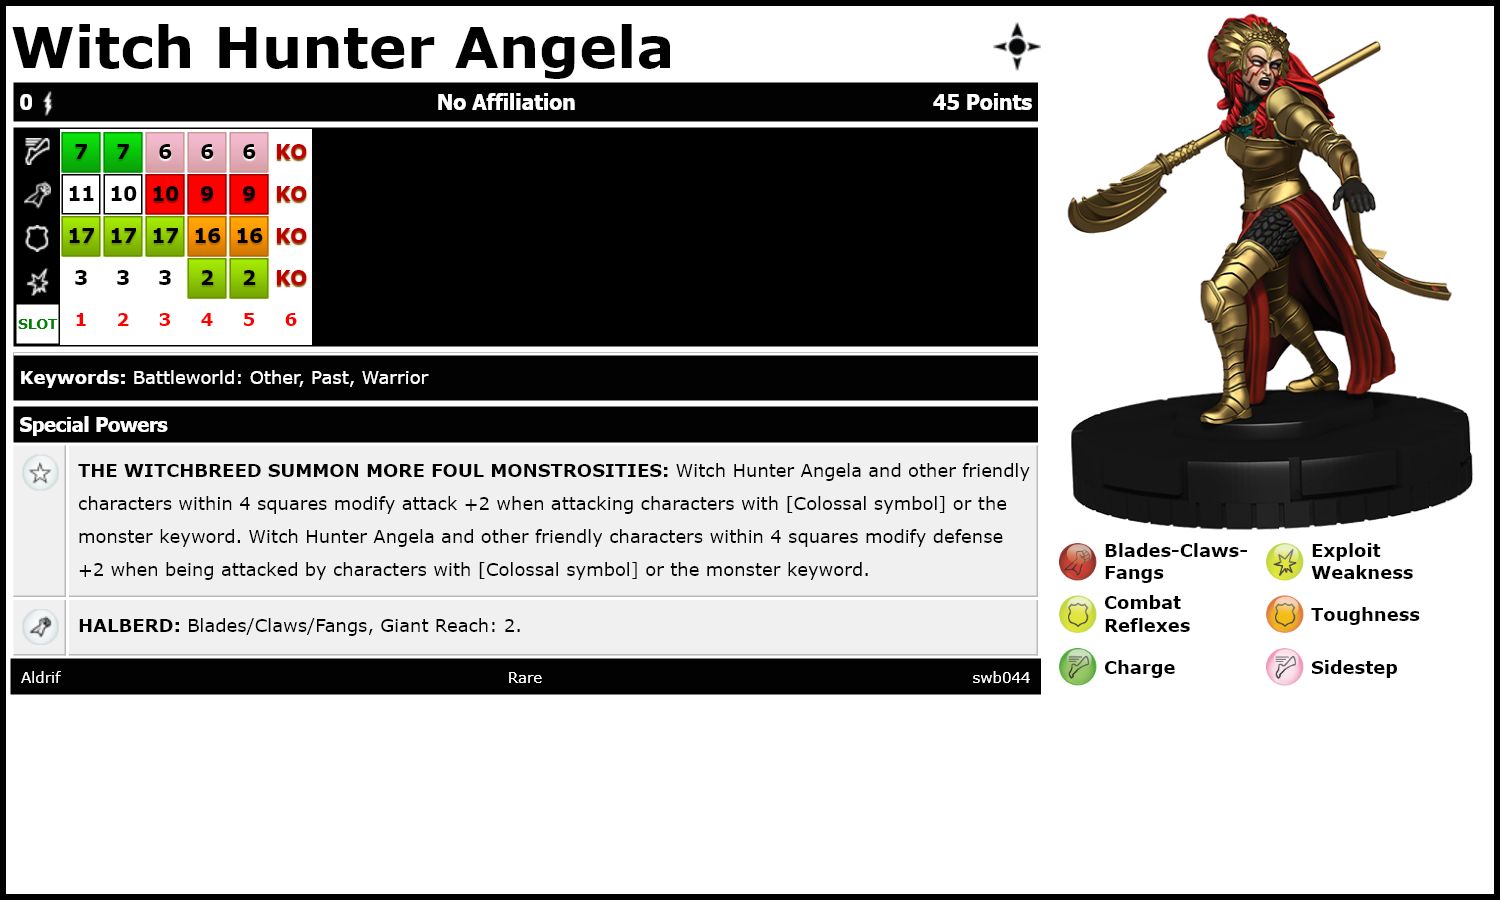 Witch Hunter Angela
0 No Affiliation 45 Points
7 7 6 6 6 KO
11 10 10 9 9 KO
17 17 17 16 16 KO
3 3 3 2 2 KO
SLOT 1 2 3 4 5 6
Keywords: Battleworld: Other, Past, Warrior
Special Powers
THE WITCHBREED SUMMON MORE FOUL MONSTROSITIES: Witch Hunter Angela and other friendly
characters within 4 squares modify attack +2 when attacking characters with [Colossal symbol] or the
monster keyword. Witch Hunter Angela and other friendly characters within 4 squares modify defense
+2 when being attacked by characters with [Colossal symbol] or the monster keyword.
HALBERD: Blades/Claws/Fangs, Giant Reach: 2.
Aldrif Rare swb044
Blades-Claws-
Fangs
Exploit
Weakness
Combat
Reflexes
Toughness
Charge
Sidestep